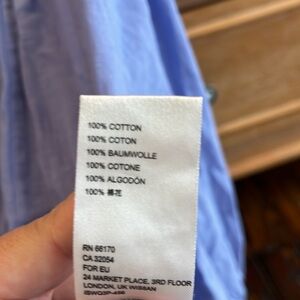 100% COTTON
100% COTON
100% BAUMWOLLE
100% COTONE
100% ALGODÓN
100% 棉花
RN 66170
CA 32054
FOR EU
24 MARKET PLACE, 3RD FLOOR
LONDON, UK